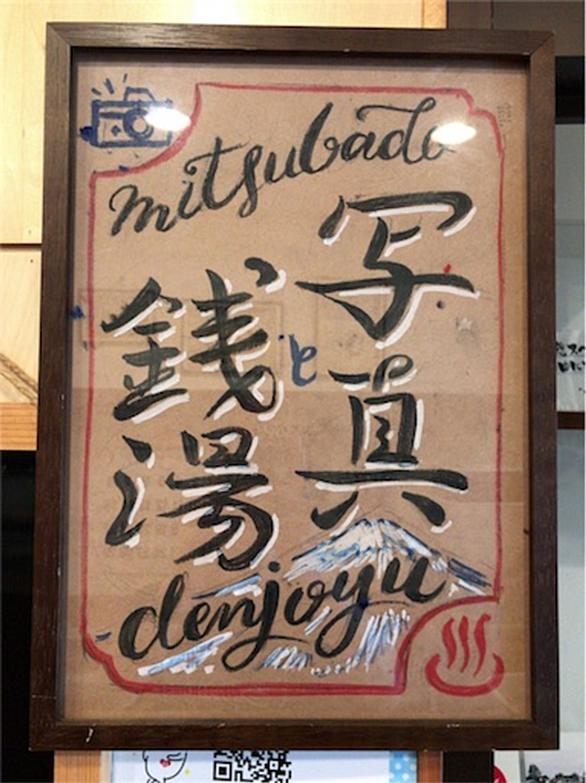 mitsubado
写真
と
銭湯
denjoyu